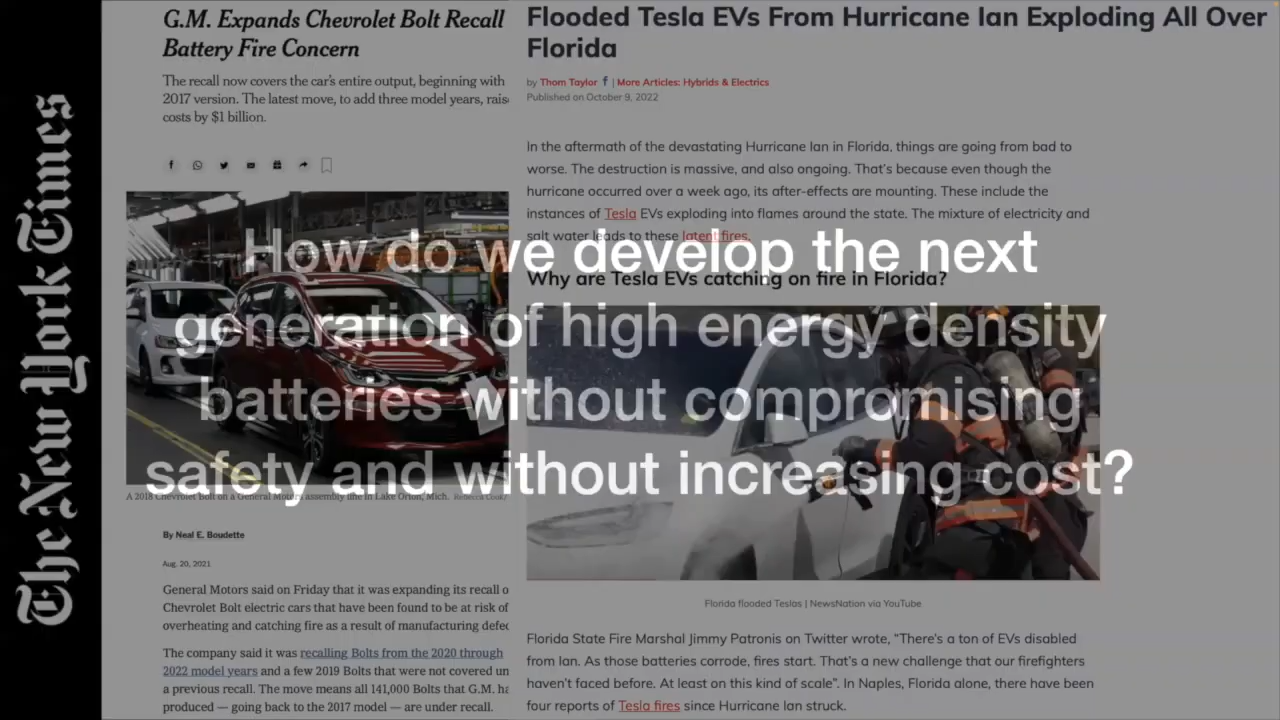 The New York Times
G.M. Expands Chevrolet Bolt Recall
Battery Fire Concern
The recall now covers the car's entire output, beginning with
2017 version. The latest move, to add three model years, rais
costs by $1 billion.
A 2018 Chevrolet Bolt on a General Motors assembly line in Lake Orion, Mich. Rebecca Cook/
By Neal E. Boudette
Aug. 20, 2021
General Motors said on Friday that it was expanding its recall o
Chevrolet Bolt electric cars that have been found to be at risk of
overheating and catching fire as a result of manufacturing defec
The company said it was recalling Bolts from the 2020 through
2022 model years and a few 2019 Bolts that were not covered un
a previous recall. The move means all 141,000 Bolts that G.M. ha
produced — going back to the 2017 model — are under recall.
Flooded Tesla EVs From Hurricane Ian Exploding All Over
Florida
by Thom Taylor f | More Articles: Hybrids & Electrics
Published on October 9, 2022
In the aftermath of the devastating Hurricane Ian in Florida, things are going from bad to
worse. The destruction is massive, and also ongoing. That's because even though the
hurricane occurred over a week ago, its after-effects are mounting. These include the
instances of Tesla EVs exploding into flames around the state. The mixture of electricity and
salt water leads to these latent fires.
Why are Tesla EVs catching on fire in Florida?
Florida flooded Teslas | NewsNation via YouTube
Florida State Fire Marshal Jimmy Patronis on Twitter wrote, “There's a ton of EVs disabled
from Ian. As those batteries corrode, fires start. That's a new challenge that our firefighters
haven't faced before. At least on this kind of scale”. In Naples, Florida alone, there have been
four reports of Tesla fires since Hurricane Ian struck.
How do we develop the next
generation of high energy density
batteries without compromising
safety and without increasing cost?